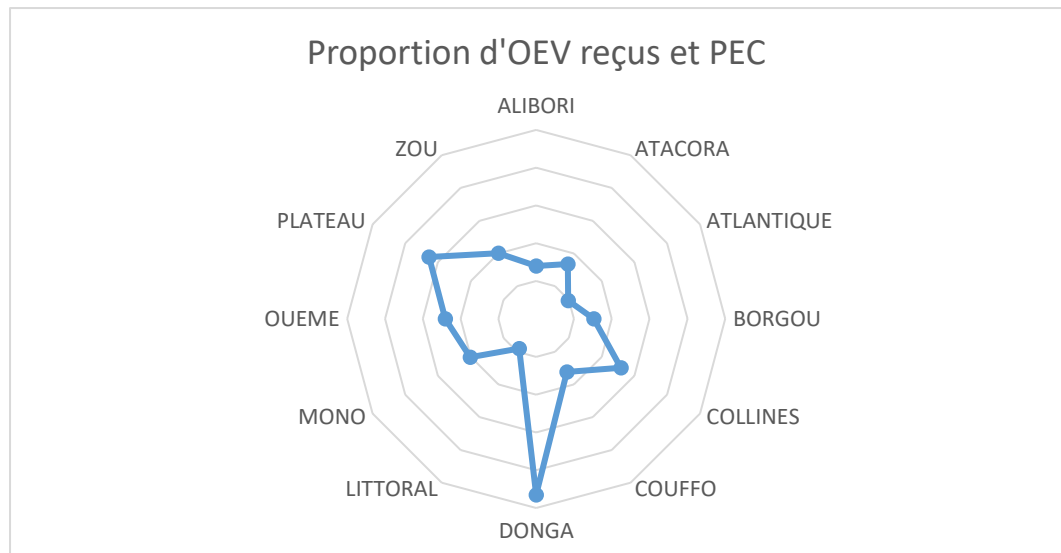 Proportion d'OEV reçus et PEC
ALIBORI
ATACORA
ATLANTIQUE
BORGOU
COLLINES
COUFFO
DONGA
LITTORAL
MONO
OUEME
PLATEAU
ZOU